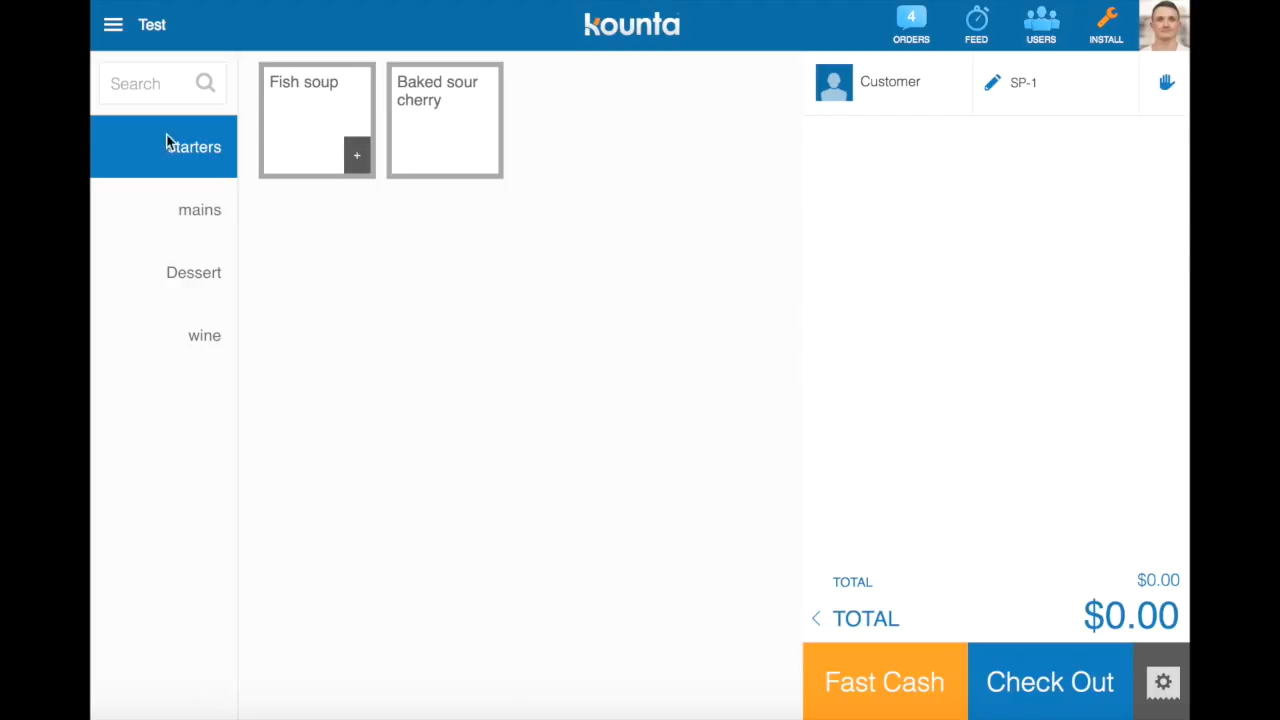 Test
kounta
4
ORDERS
FEED
USERS
INSTALL
Search
starters
mains
Dessert
wine
Fish soup
+
Baked sour
cherry
Customer
SP-1
TOTAL $0.00
TOTAL $0.00
Fast Cash
Check Out